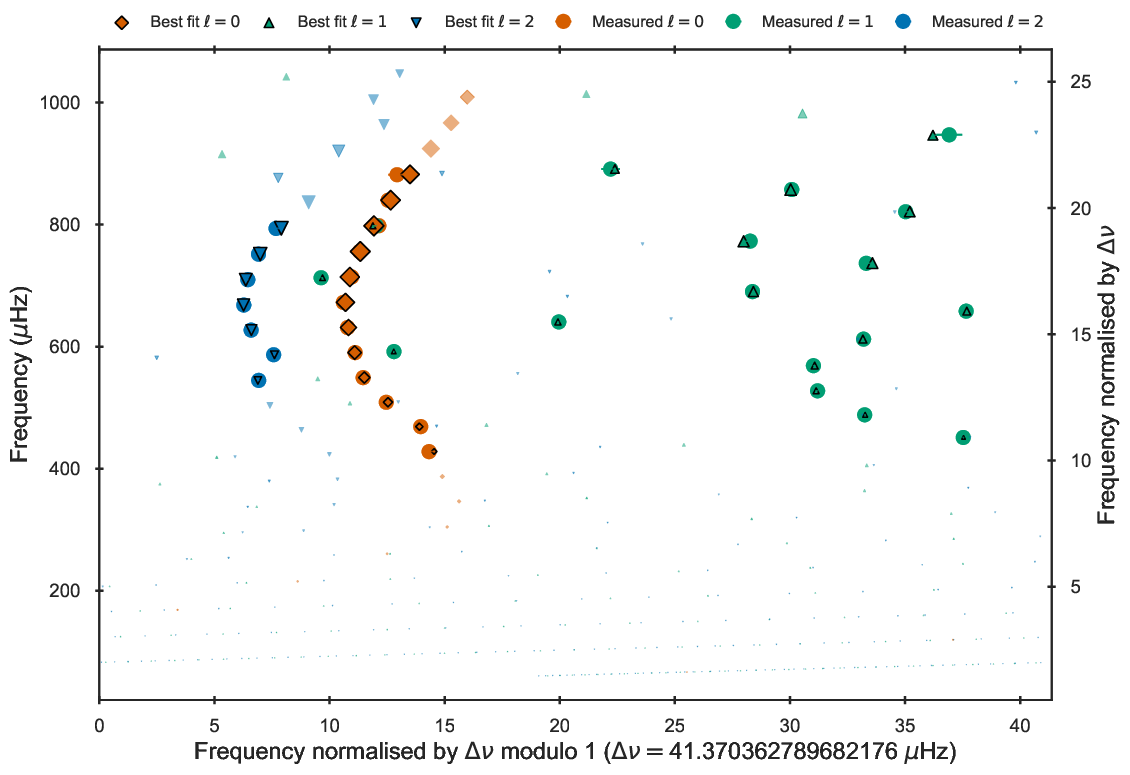 Best fit ℓ = 0 Best fit ℓ = 1 Best fit ℓ = 2 Measured ℓ = 0 Measured ℓ = 1 Measured ℓ = 2
Frequency (μHz)
1000
800
600
400
200
25
20
15
10
5
Frequency normalised by Δν
0 5 10 15 20 25 30 35 40
Frequency normalised by Δν modulo 1 (Δν = 41.370362789682176 μHz)